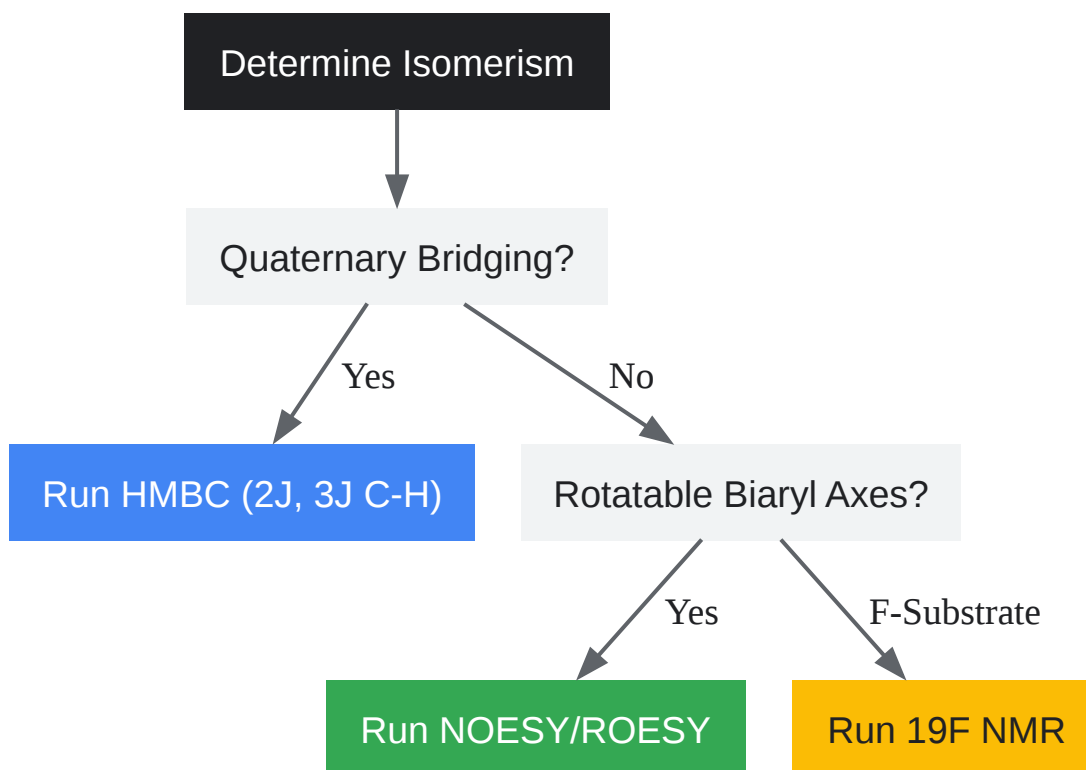 Determine Isomerism
Quaternary Bridging?
Yes
No
Run HMBC (2J, 3J C-H)
Rotatable Biaryl Axes?
Yes
F-Substrate
Run NOESY/ROESY
Run 19F NMR